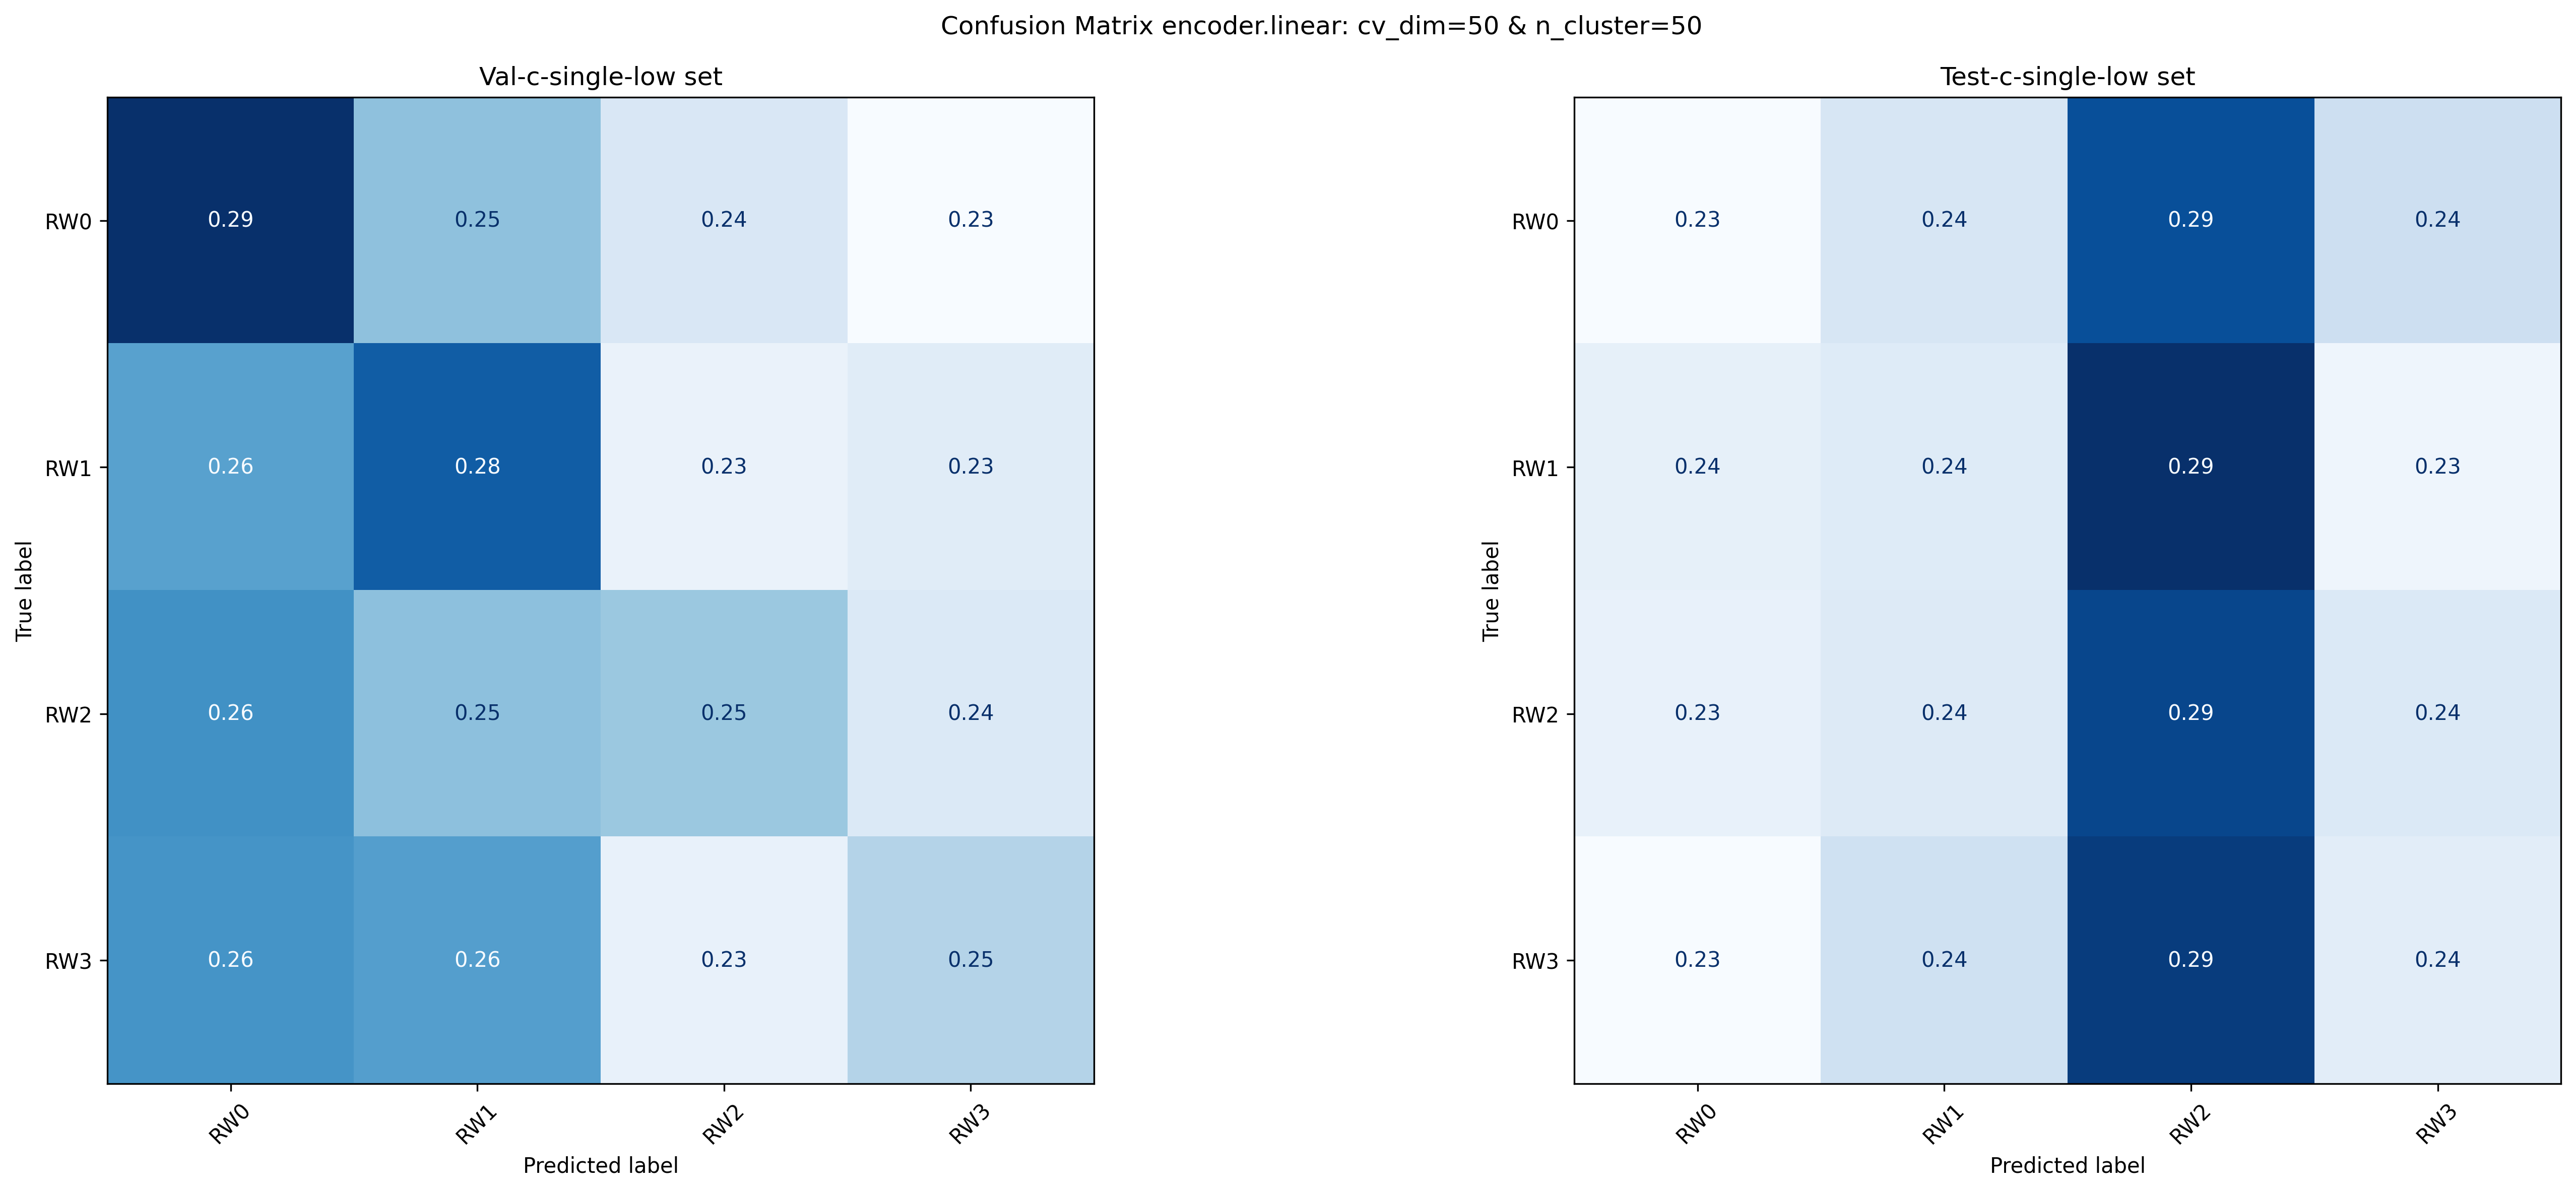 Confusion Matrix encoder.linear: cv_dim=50 & n_cluster=50
Val-c-single-low set
True label
RW0 0.29 0.25 0.24 0.23
RW1 0.26 0.28 0.23 0.23
RW2 0.26 0.25 0.25 0.24
RW3 0.26 0.26 0.23 0.25
RW0 RW1 RW2 RW3
Predicted label
Test-c-single-low set
True label
RW0 0.23 0.24 0.29 0.24
RW1 0.24 0.24 0.29 0.23
RW2 0.23 0.24 0.29 0.24
RW3 0.23 0.24 0.29 0.24
RW0 RW1 RW2 RW3
Predicted label